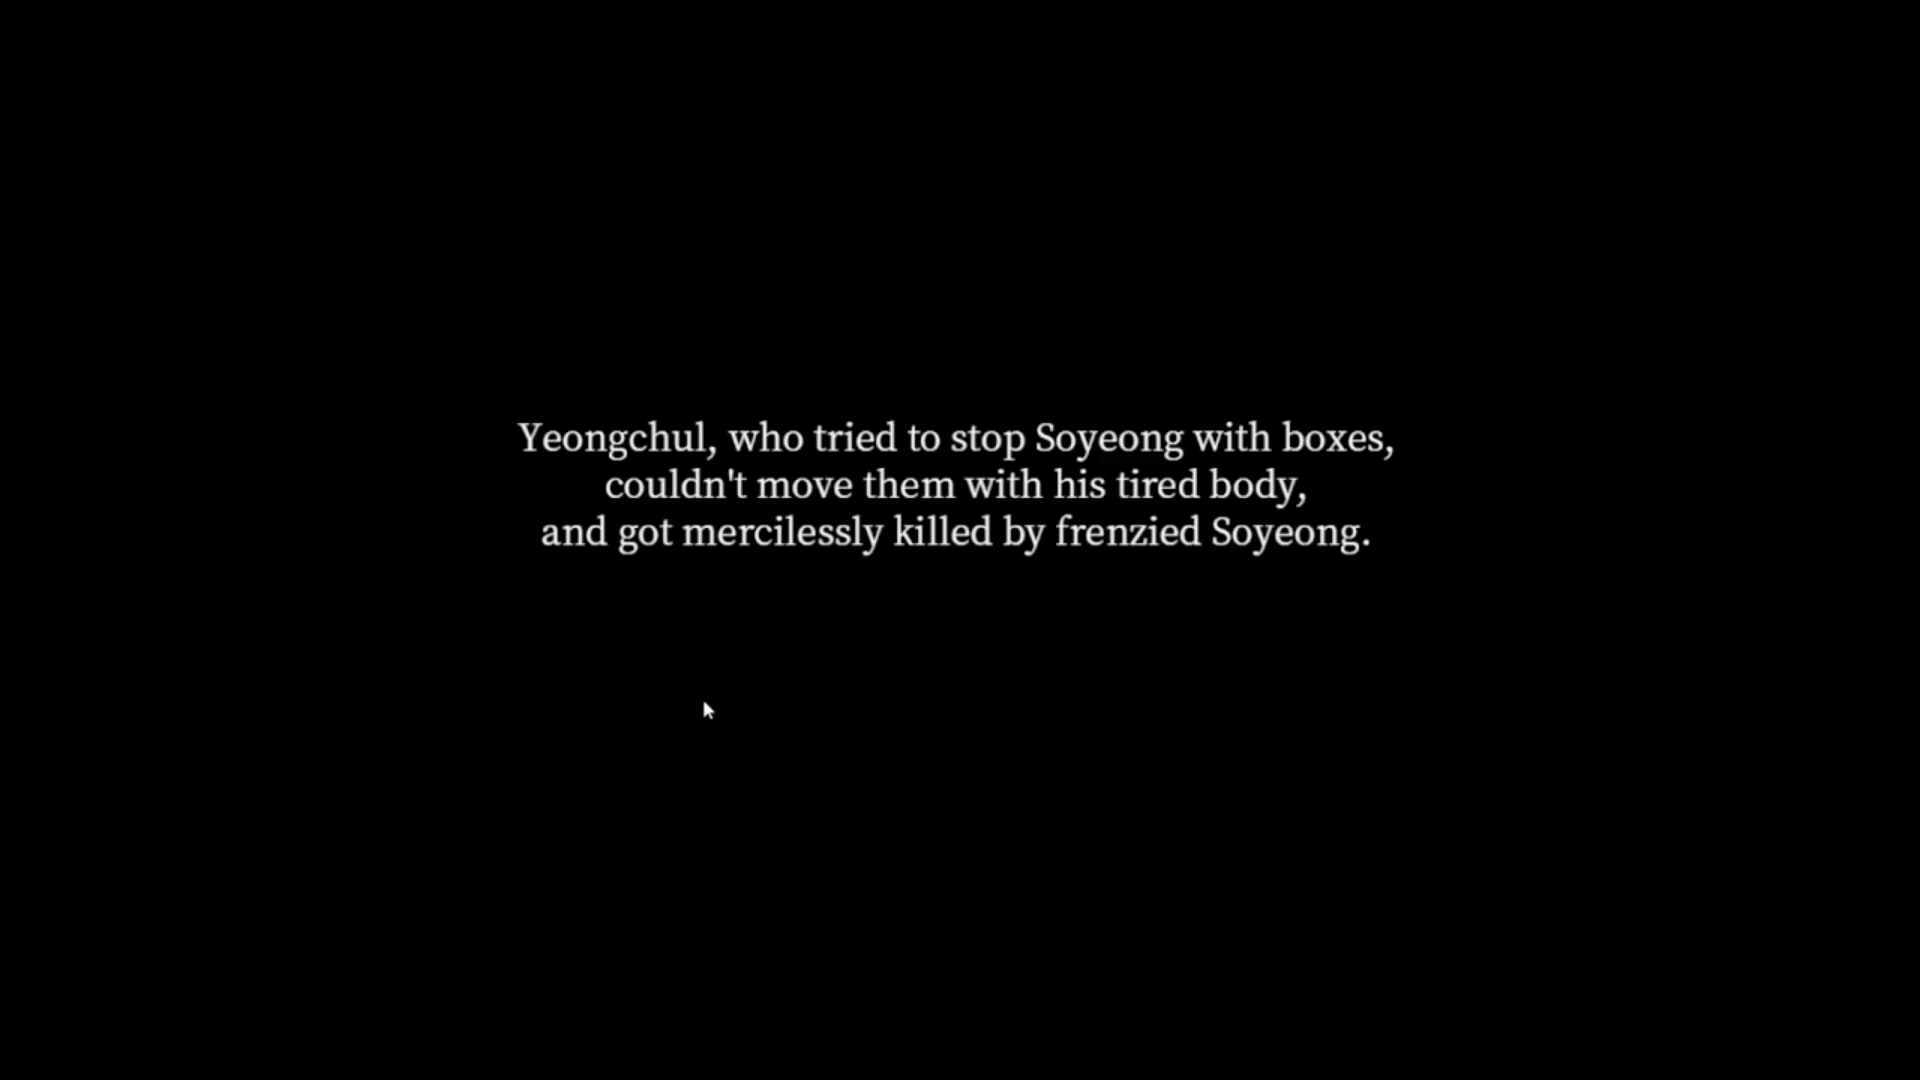 Yeongchul, who tried to stop Soyeong with boxes,
couldn't move them with his tired body,
and got mercilessly killed by frenzied Soyeong.